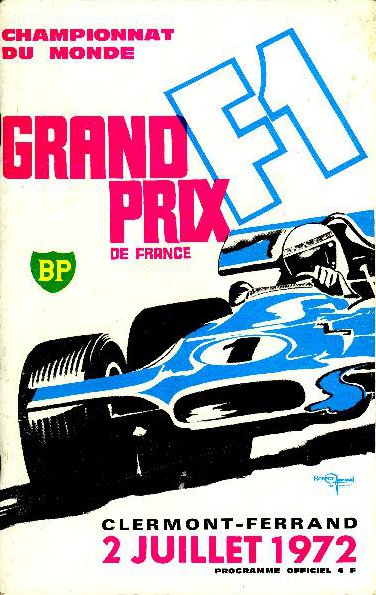 CHAMPIONNAT
DU MONDE
F1
GRAND
PRIX
DE FRANCE
BP
1
CLERMONT-FERRAND
2 JUILLET 1972
PROGRAMME OFFICIEL 4 F